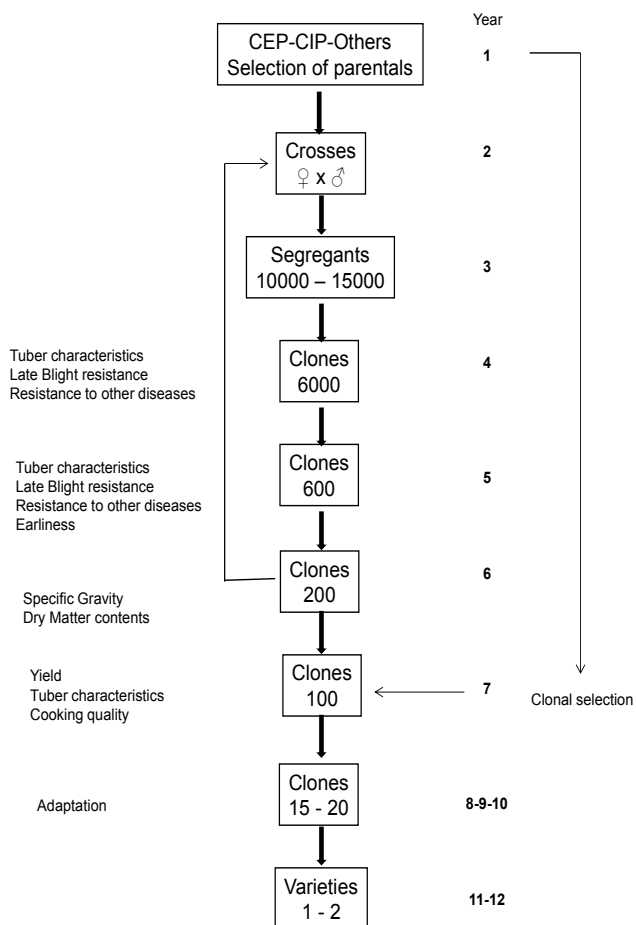 Year
CEP-CIP-Others
Selection of parentals
1
Crosses
♀ x ♂
2
Segregants
10000 – 15000
3
Tuber characteristics
Late Blight resistance
Resistance to other diseases
Clones
6000
4
Tuber characteristics
Late Blight resistance
Resistance to other diseases
Earliness
Clones
600
5
Clones
200
6
Specific Gravity
Dry Matter contents
Yield
Tuber characteristics
Cooking quality
Clones
100
7
Clonal selection
Adaptation
Clones
15 - 20
8-9-10
Varieties
1 - 2
11-12